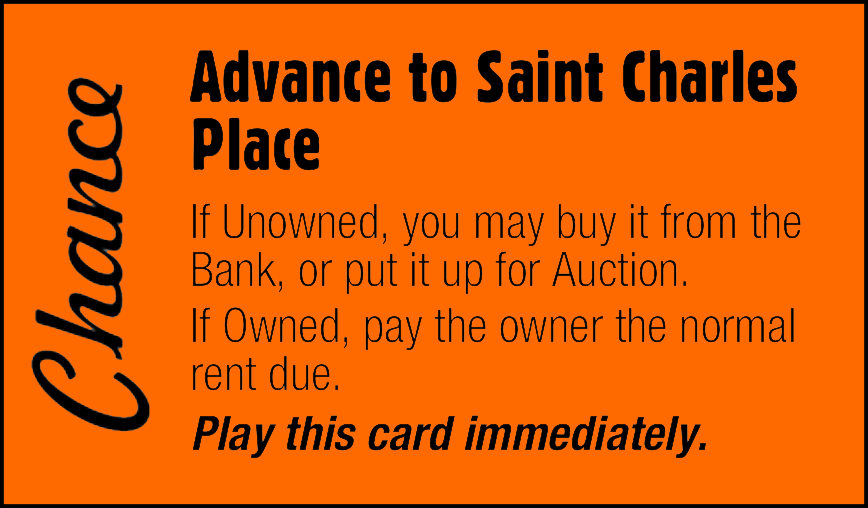 Chance
Advance to Saint Charles
Place
If Unowned, you may buy it from the
Bank, or put it up for Auction.
If Owned, pay the owner the normal
rent due.
Play this card immediately.